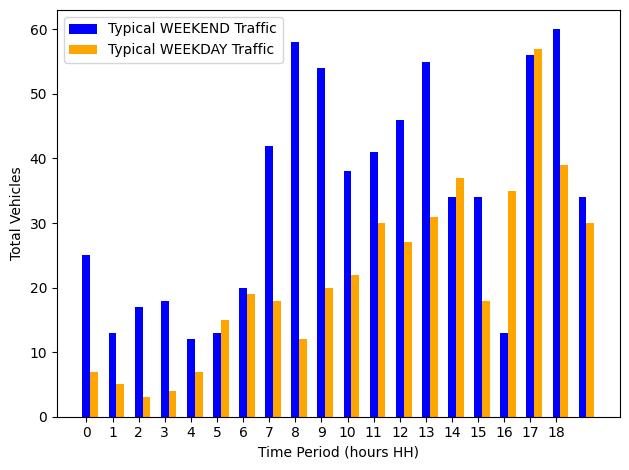 Typical WEEKEND Traffic
Typical WEEKDAY Traffic
60
50
40
30
20
10
0
Total Vehicles
0 1 2 3 4 5 6 7 8 9 10 11 12 13 14 15 16 17 18
Time Period (hours HH)